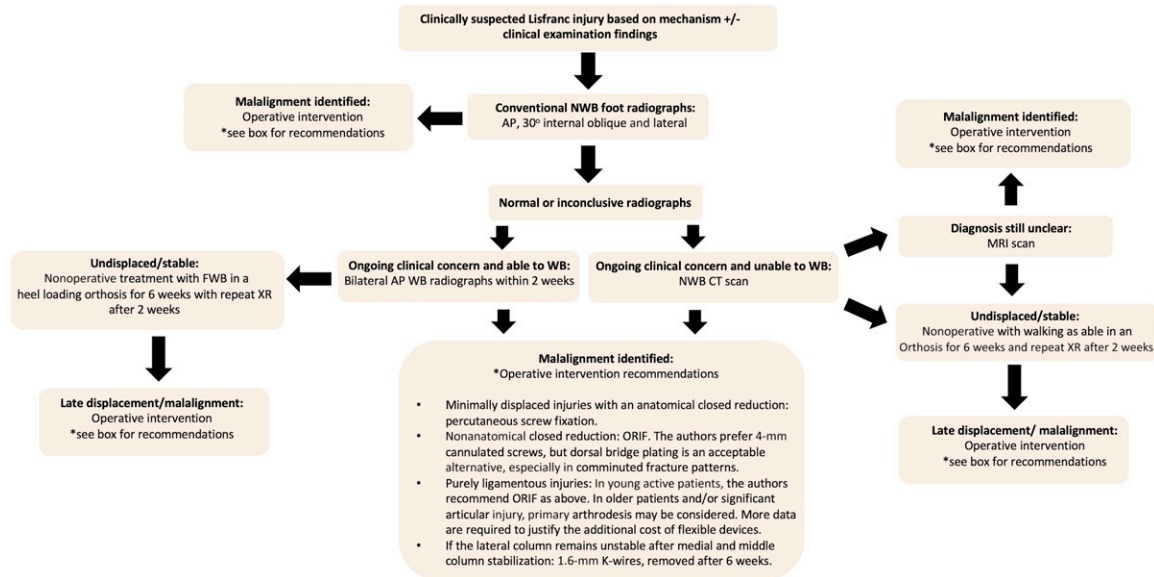 Clinically suspected Lisfranc injury based on mechanism +/-
clinical examination findings
Malalignment identified:
Operative intervention
*see box for recommendations
Conventional NWB foot radiographs:
AP, 30° internal oblique and lateral
Malalignment identified:
Operative intervention
*see box for recommendations
Normal or inconclusive radiographs
Diagnosis still unclear:
MRI scan
Undisplaced/stable:
Nonoperative treatment with FWB in a
heel loading orthosis for 6 weeks with repeat XR
after 2 weeks
Ongoing clinical concern and able to WB:
Bilateral AP WB radiographs within 2 weeks
Ongoing clinical concern and unable to WB:
NWB CT scan
Undisplaced/stable:
Nonoperative with walking as able in an
Orthosis for 6 weeks and repeat XR after 2 weeks
Late displacement/malalignment:
Operative intervention
*see box for recommendations
Malalignment identified:
*Operative intervention recommendations
• Minimally displaced injuries with an anatomical closed reduction:
percutaneous screw fixation.
• Nonanatomical closed reduction: ORIF. The authors prefer 4-mm
cannulated screws, but dorsal bridge plating is an acceptable
alternative, especially in comminuted fracture patterns.
• Purely ligamentous injuries: In young active patients, the authors
recommend ORIF as above. In older patients and/or significant
articular injury, primary arthrodesis may be considered. More data
are required to justify the additional cost of flexible devices.
• If the lateral column remains unstable after medial and middle
column stabilization: 1.6-mm K-wires, removed after 6 weeks.
Late displacement/ malalignment:
Operative intervention
*see box for recommendations